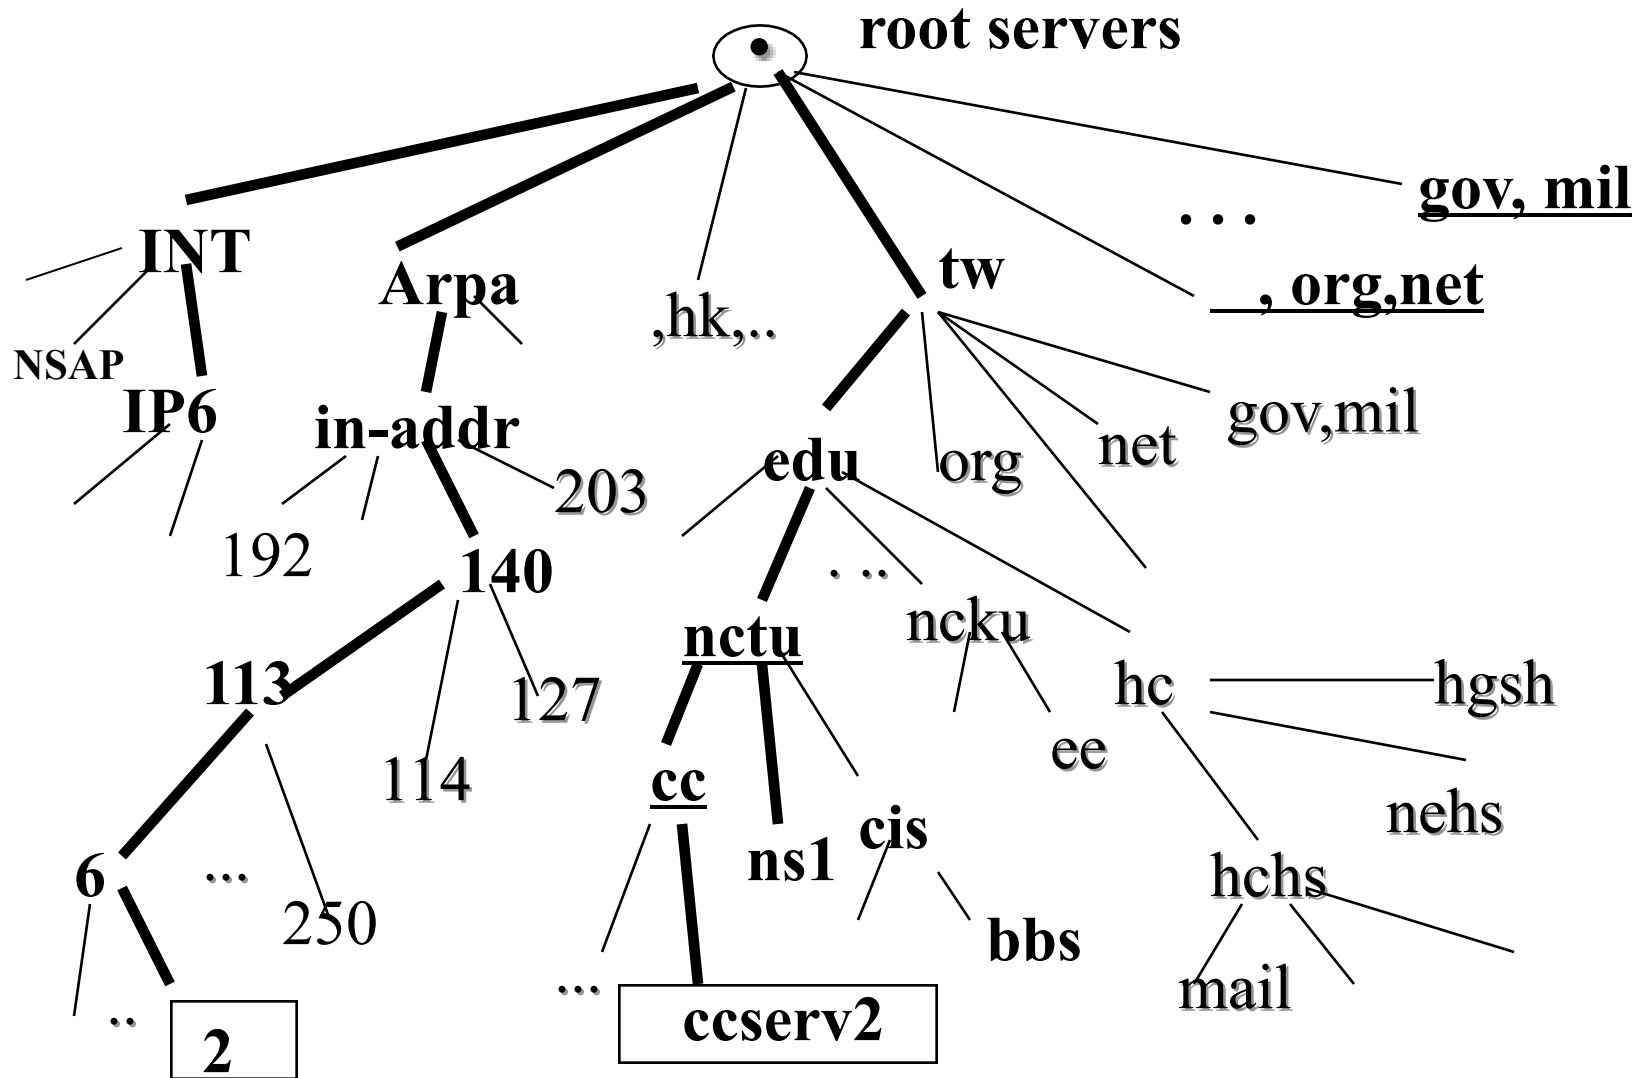 root servers
gov, mil
. . .
INT
tw
Arpa
, org,net
,hk,..
NSAP
IP6
in-addr
gov,mil
edu
org
net
203
192
140
. ..
ncku
nctu
113
127
hc
hgsh
ee
114
cc
cis
nehs
ns1
6
...
250
hchs
bbs
...
mail
..
2
ccserv2